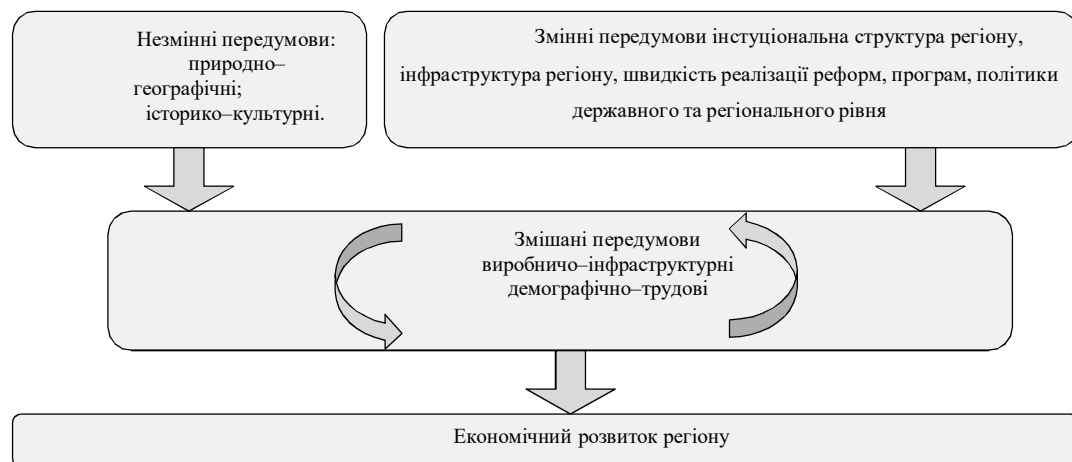 Незмінні передумови:
природно–
географічні;
історико–культурні.
Змінні передумови інстуціональна структура регіону,
інфраструктура регіону, швидкість реалізації реформ, програм, політики
державного та регіонального рівня
Змішані передумови
виробничо–інфраструктурні
демографічно–трудові
Економічний розвиток регіону